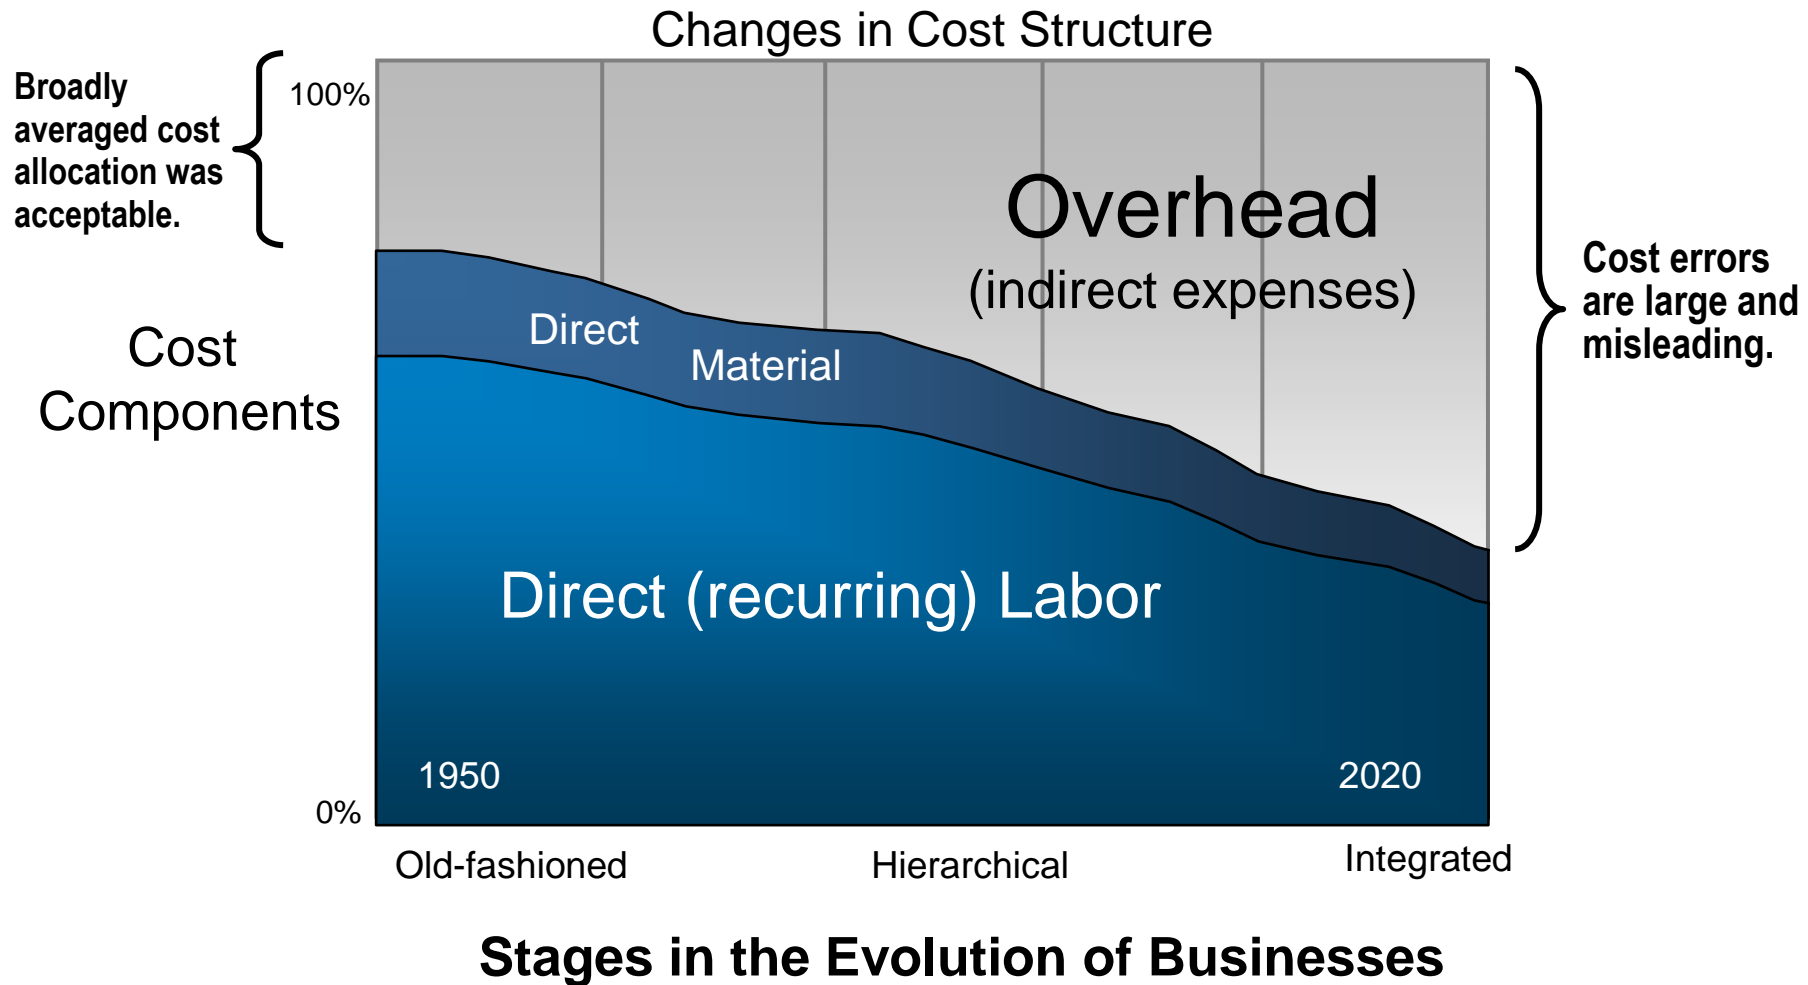 Changes in Cost Structure
Broadly
averaged cost
allocation was
acceptable.
100%
Overhead
(indirect expenses)
Cost errors
are large and
misleading.
Direct
Material
Cost
Components
Direct (recurring) Labor
1950
2020
0%
Old-fashioned
Hierarchical
Integrated
Stages in the Evolution of Businesses